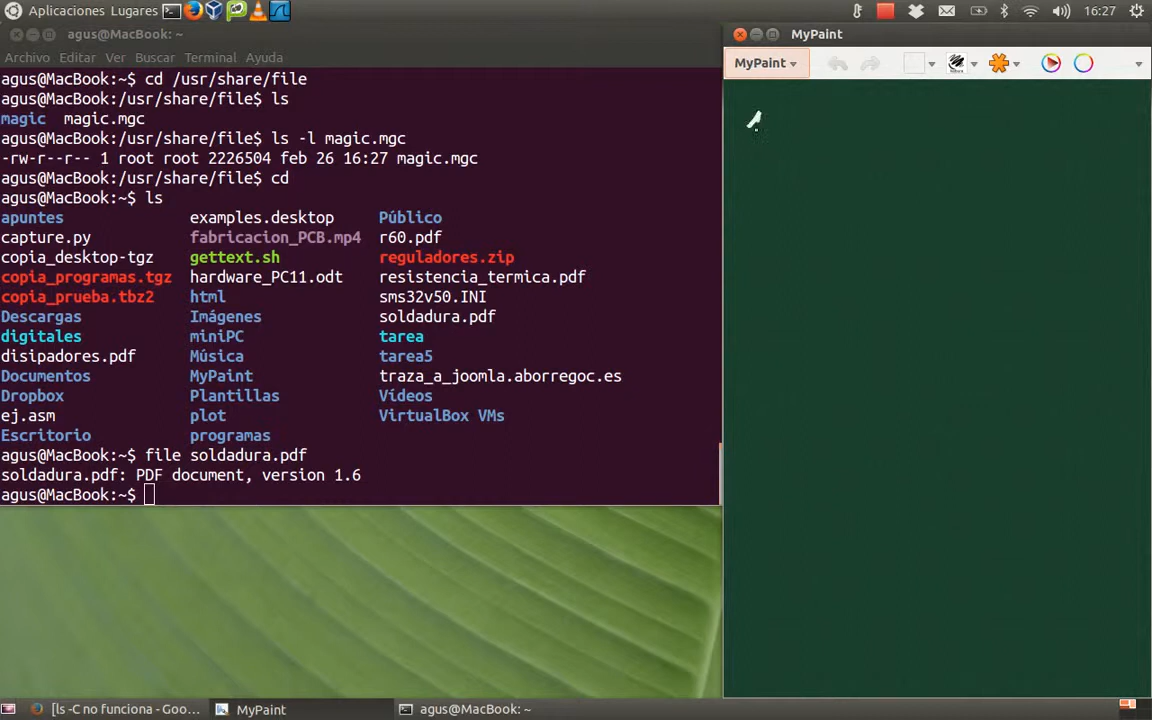 Aplicaciones Lugares 16:27
agus@MacBook: ~
Archivo Editar Ver Buscar Terminal Ayuda
agus@MacBook:~$ cd /usr/share/file
agus@MacBook:/usr/share/file$ ls
magic magic.mgc
agus@MacBook:/usr/share/file$ ls -l magic.mgc
-rw-r--r-- 1 root root 2226504 feb 26 16:27 magic.mgc
agus@MacBook:/usr/share/file$ cd
agus@MacBook:~$ ls
apuntes examples.desktop Público
capture.py fabricacion_PCB.mp4 r60.pdf
copia_desktop-tgz gettext.sh reguladores.zip
copia_programas.tgz hardware_PC11.odt resistencia_termica.pdf
copia_prueba.tbz2 html sms32v50.INI
Descargas Imágenes soldadura.pdf
digitales miniPC tarea
disipadores.pdf Música tarea5
Documentos MyPaint traza_a_joomla.aborregoc.es
Dropbox Plantillas Vídeos
ej.asm plot VirtualBox VMs
Escritorio programas
agus@MacBook:~$ file soldadura.pdf
soldadura.pdf: PDF document, version 1.6
agus@MacBook:~$
MyPaint
MyPaint
[ls -C no funciona - Goo... MyPaint agus@MacBook: ~